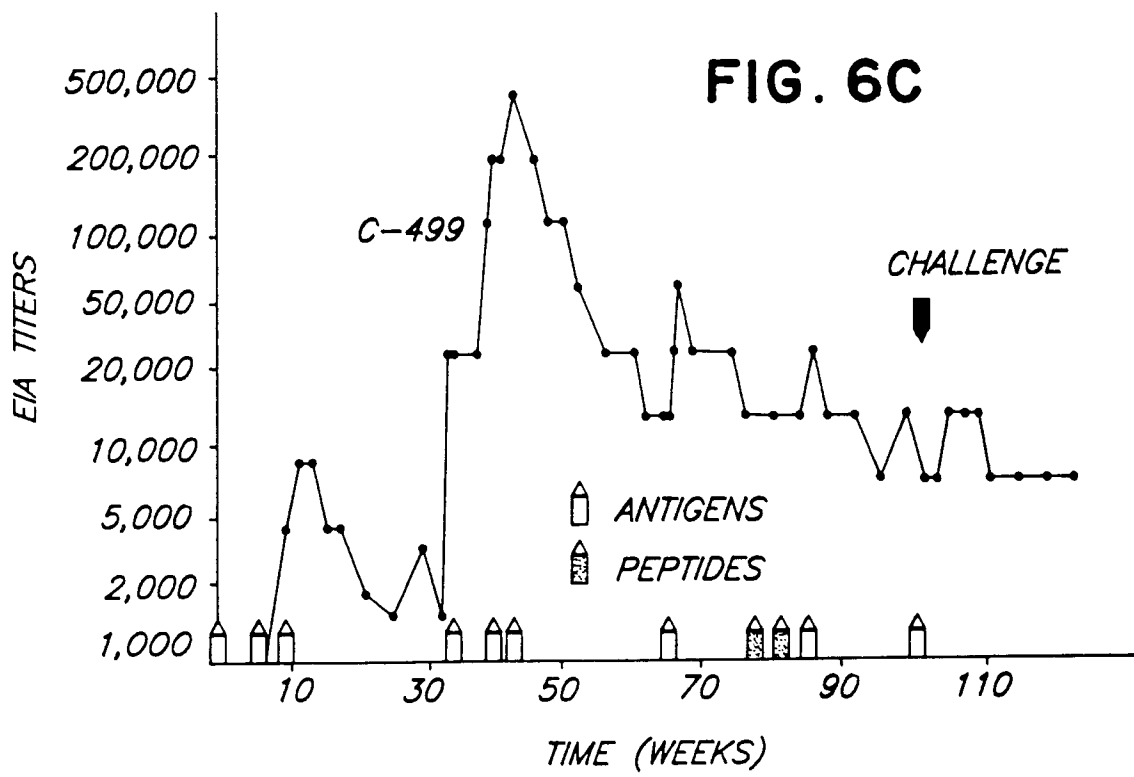 FIG. 6C
500,000
200,000
C-499
100,000
CHALLENGE
50,000
EIA TITERS
20,000
10,000
ANTIGENS
5,000
PEPTIDES
2,000
1,000
10 30 50 70 90 110
TIME (WEEKS)